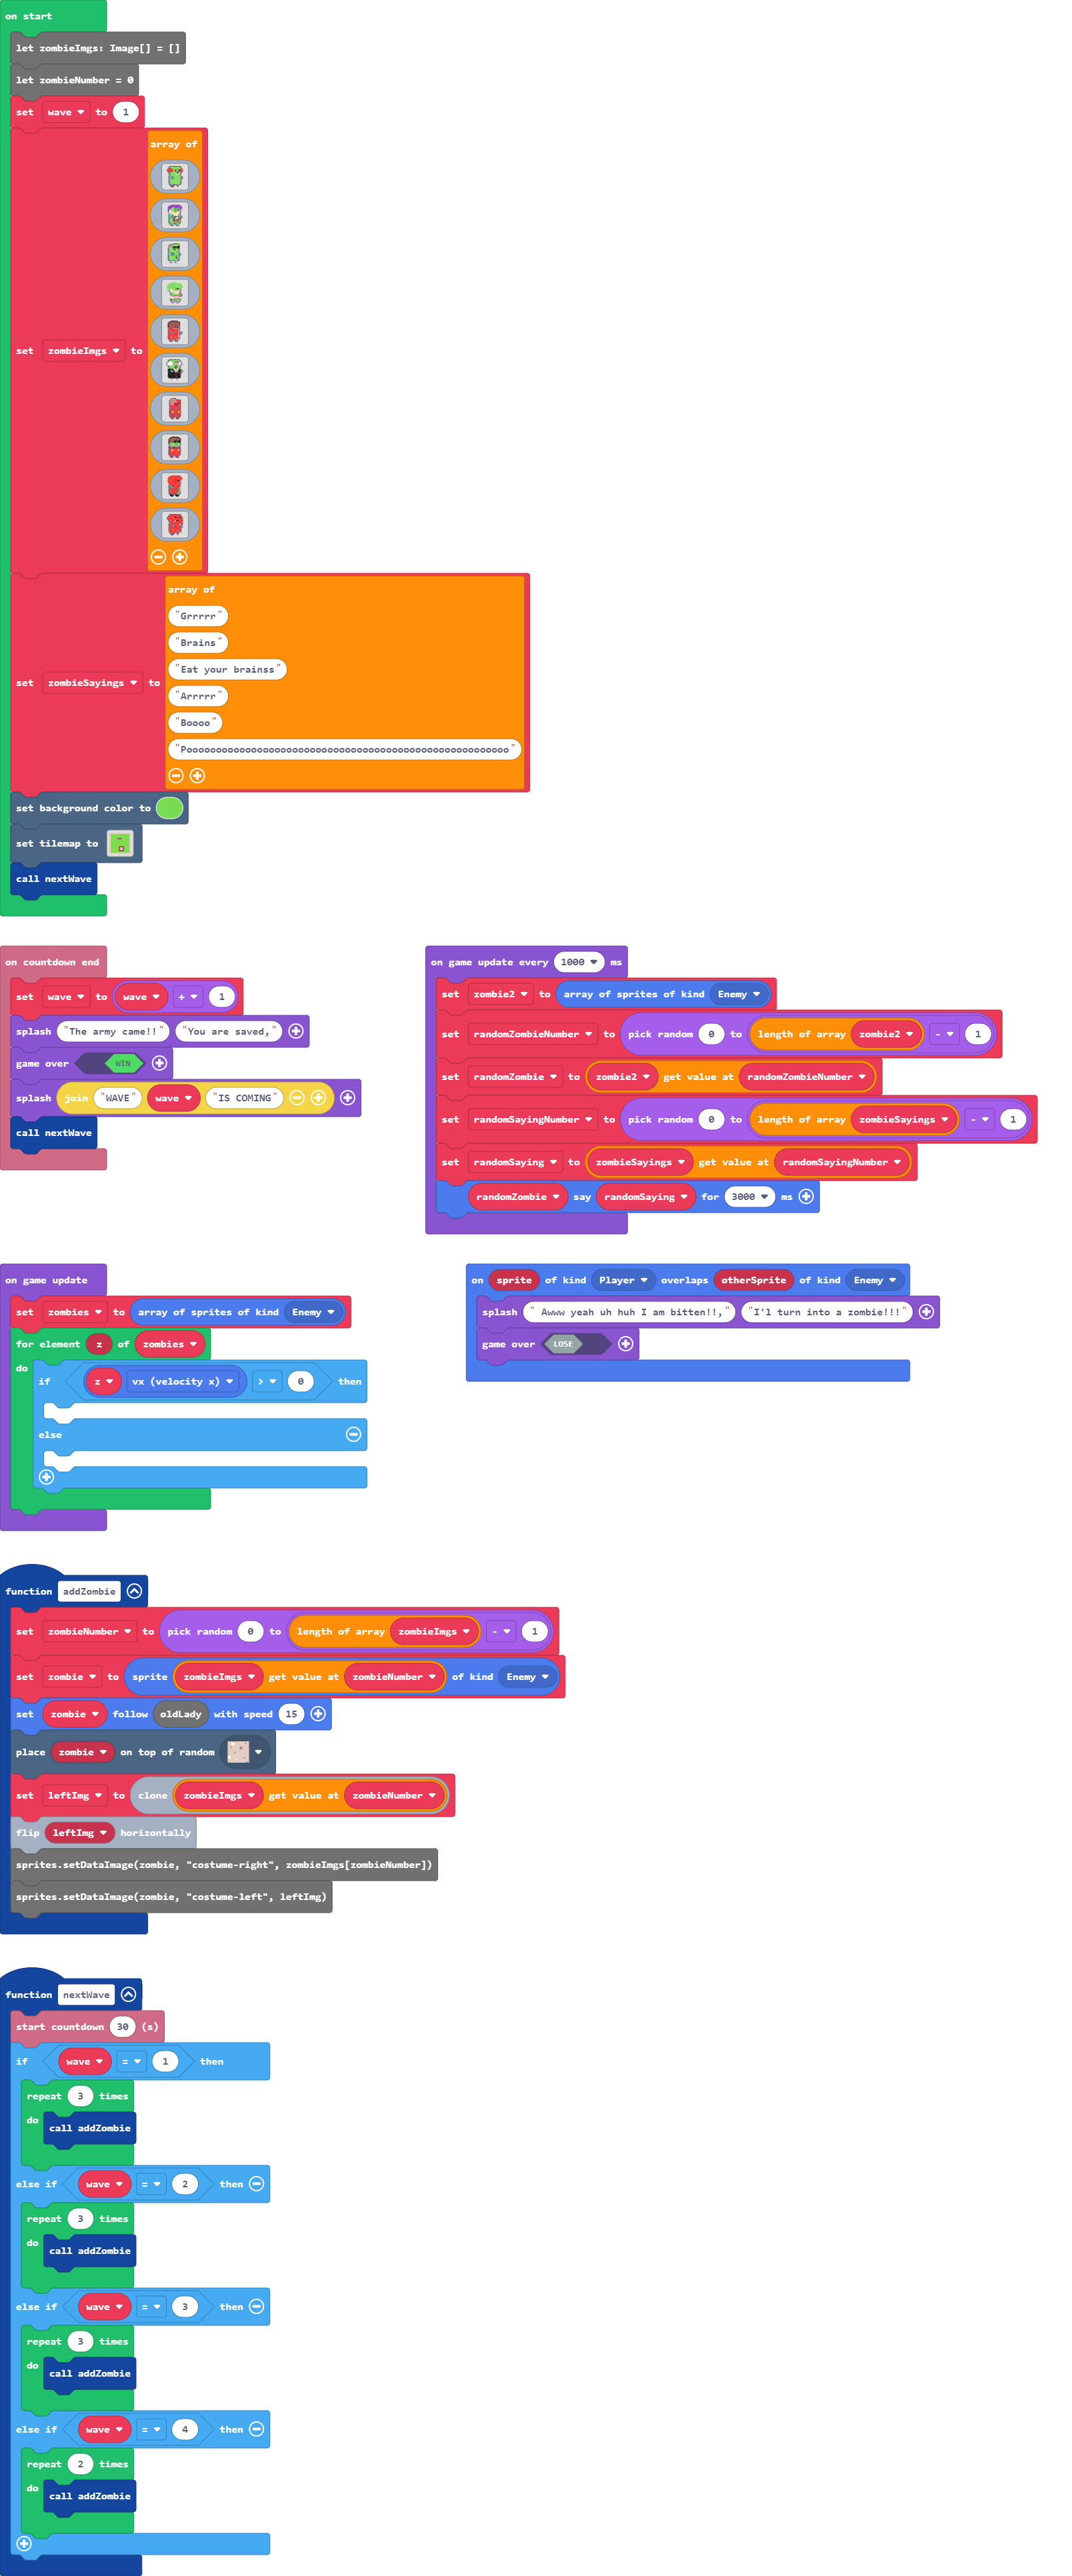 on start
let zombieImgs: Image[] = []
let zombieNumber = 0
set wave to 1
set zombieImgs to array of
set zombieSayings to array of
"Grrrrr"
"Brains"
"Eat your brainss"
"Arrrrr"
"Boooo"
set background color to
set tilemap to
call nextWave
on countdown end
set wave to wave + 1
splash "The army came!!" "You are saved,"
game over WIN
splash join "WAVE" wave "IS COMING"
call nextWave
on game update every 1000 ms
set zombie2 to array of sprites of kind Enemy
set randomZombieNumber to pick random 0 to length of array zombie2 - 1
set randomZombie to zombie2 get value at randomZombieNumber
set randomSayingNumber to pick random 0 to length of array zombieSayings - 1
set randomSaying to zombieSayings get value at randomSayingNumber
randomZombie say randomSaying for 3000 ms
on game update
set zombies to array of sprites of kind Enemy
for element z of zombies
do
if z vx (velocity x) > 0 then
else
on sprite of kind Player overlaps otherSprite of kind Enemy
splash " Awww yeah uh huh I am bitten!!," "I'l turn into a zombie!!!"
game over LOSE
function addZombie
set zombieNumber to pick random 0 to length of array zombieImgs - 1
set zombie to sprite zombieImgs get value at zombieNumber of kind Enemy
set zombie follow oldLady with speed 15
place zombie on top of random
set leftImg to clone zombieImgs get value at zombieNumber
flip leftImg horizontally
sprites.setDataImage(zombie, "costume-right", zombieImgs[zombieNumber])
sprites.setDataImage(zombie, "costume-left", leftImg)
function nextWave
start countdown 30 (s)
if wave = 1 then
repeat 3 times
do call addZombie
else if wave = 2 then
repeat 3 times
do call addZombie
else if wave = 3 then
repeat 3 times
do call addZombie
else if wave = 4 then
repeat 2 times
do call addZombie